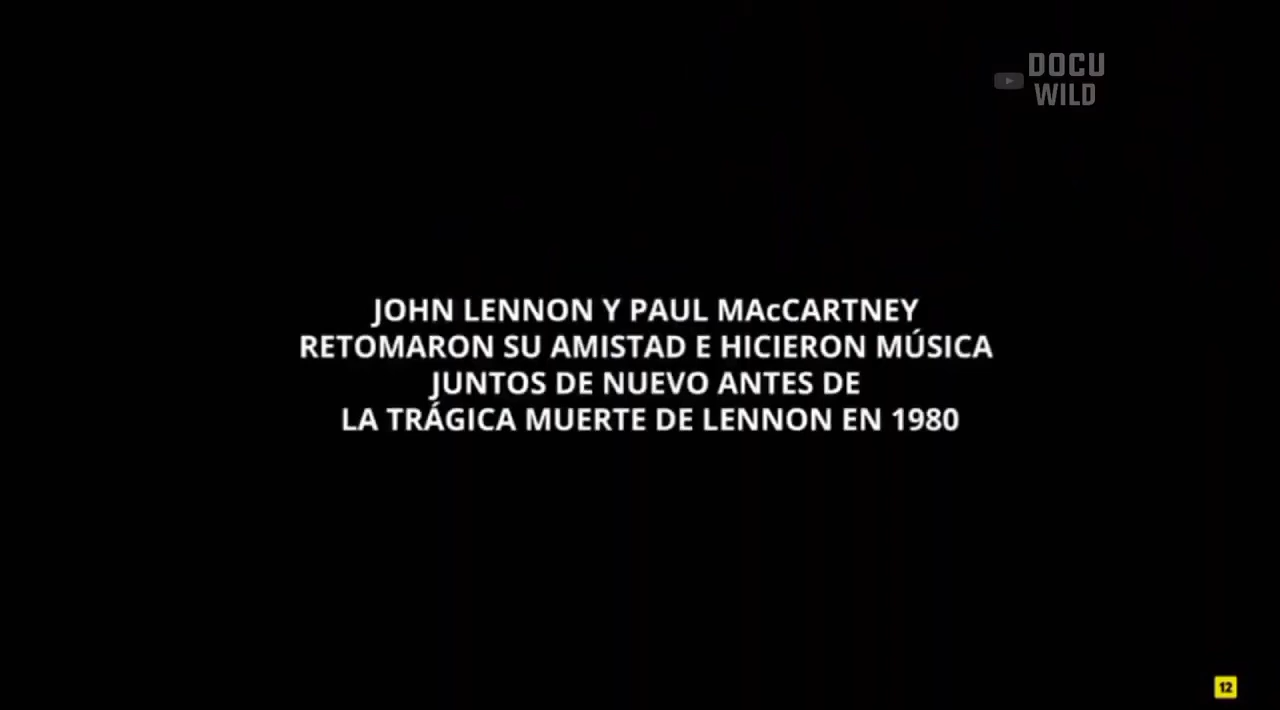 DOCU
WILD
JOHN LENNON Y PAUL MAcCARTNEY
RETOMARON SU AMISTAD E HICIERON MÚSICA
JUNTOS DE NUEVO ANTES DE
LA TRÁGICA MUERTE DE LENNON EN 1980
12